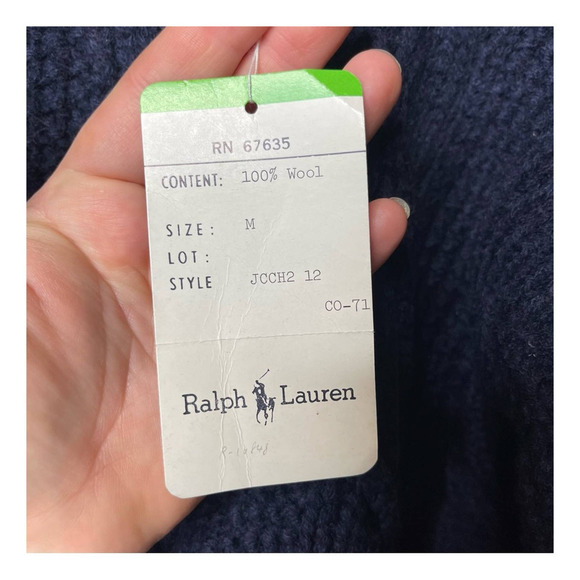 RN 67635
CONTENT: 100% Wool
SIZE: M
LOT:
STYLE JCCH2 12
CO-71
Ralph Lauren